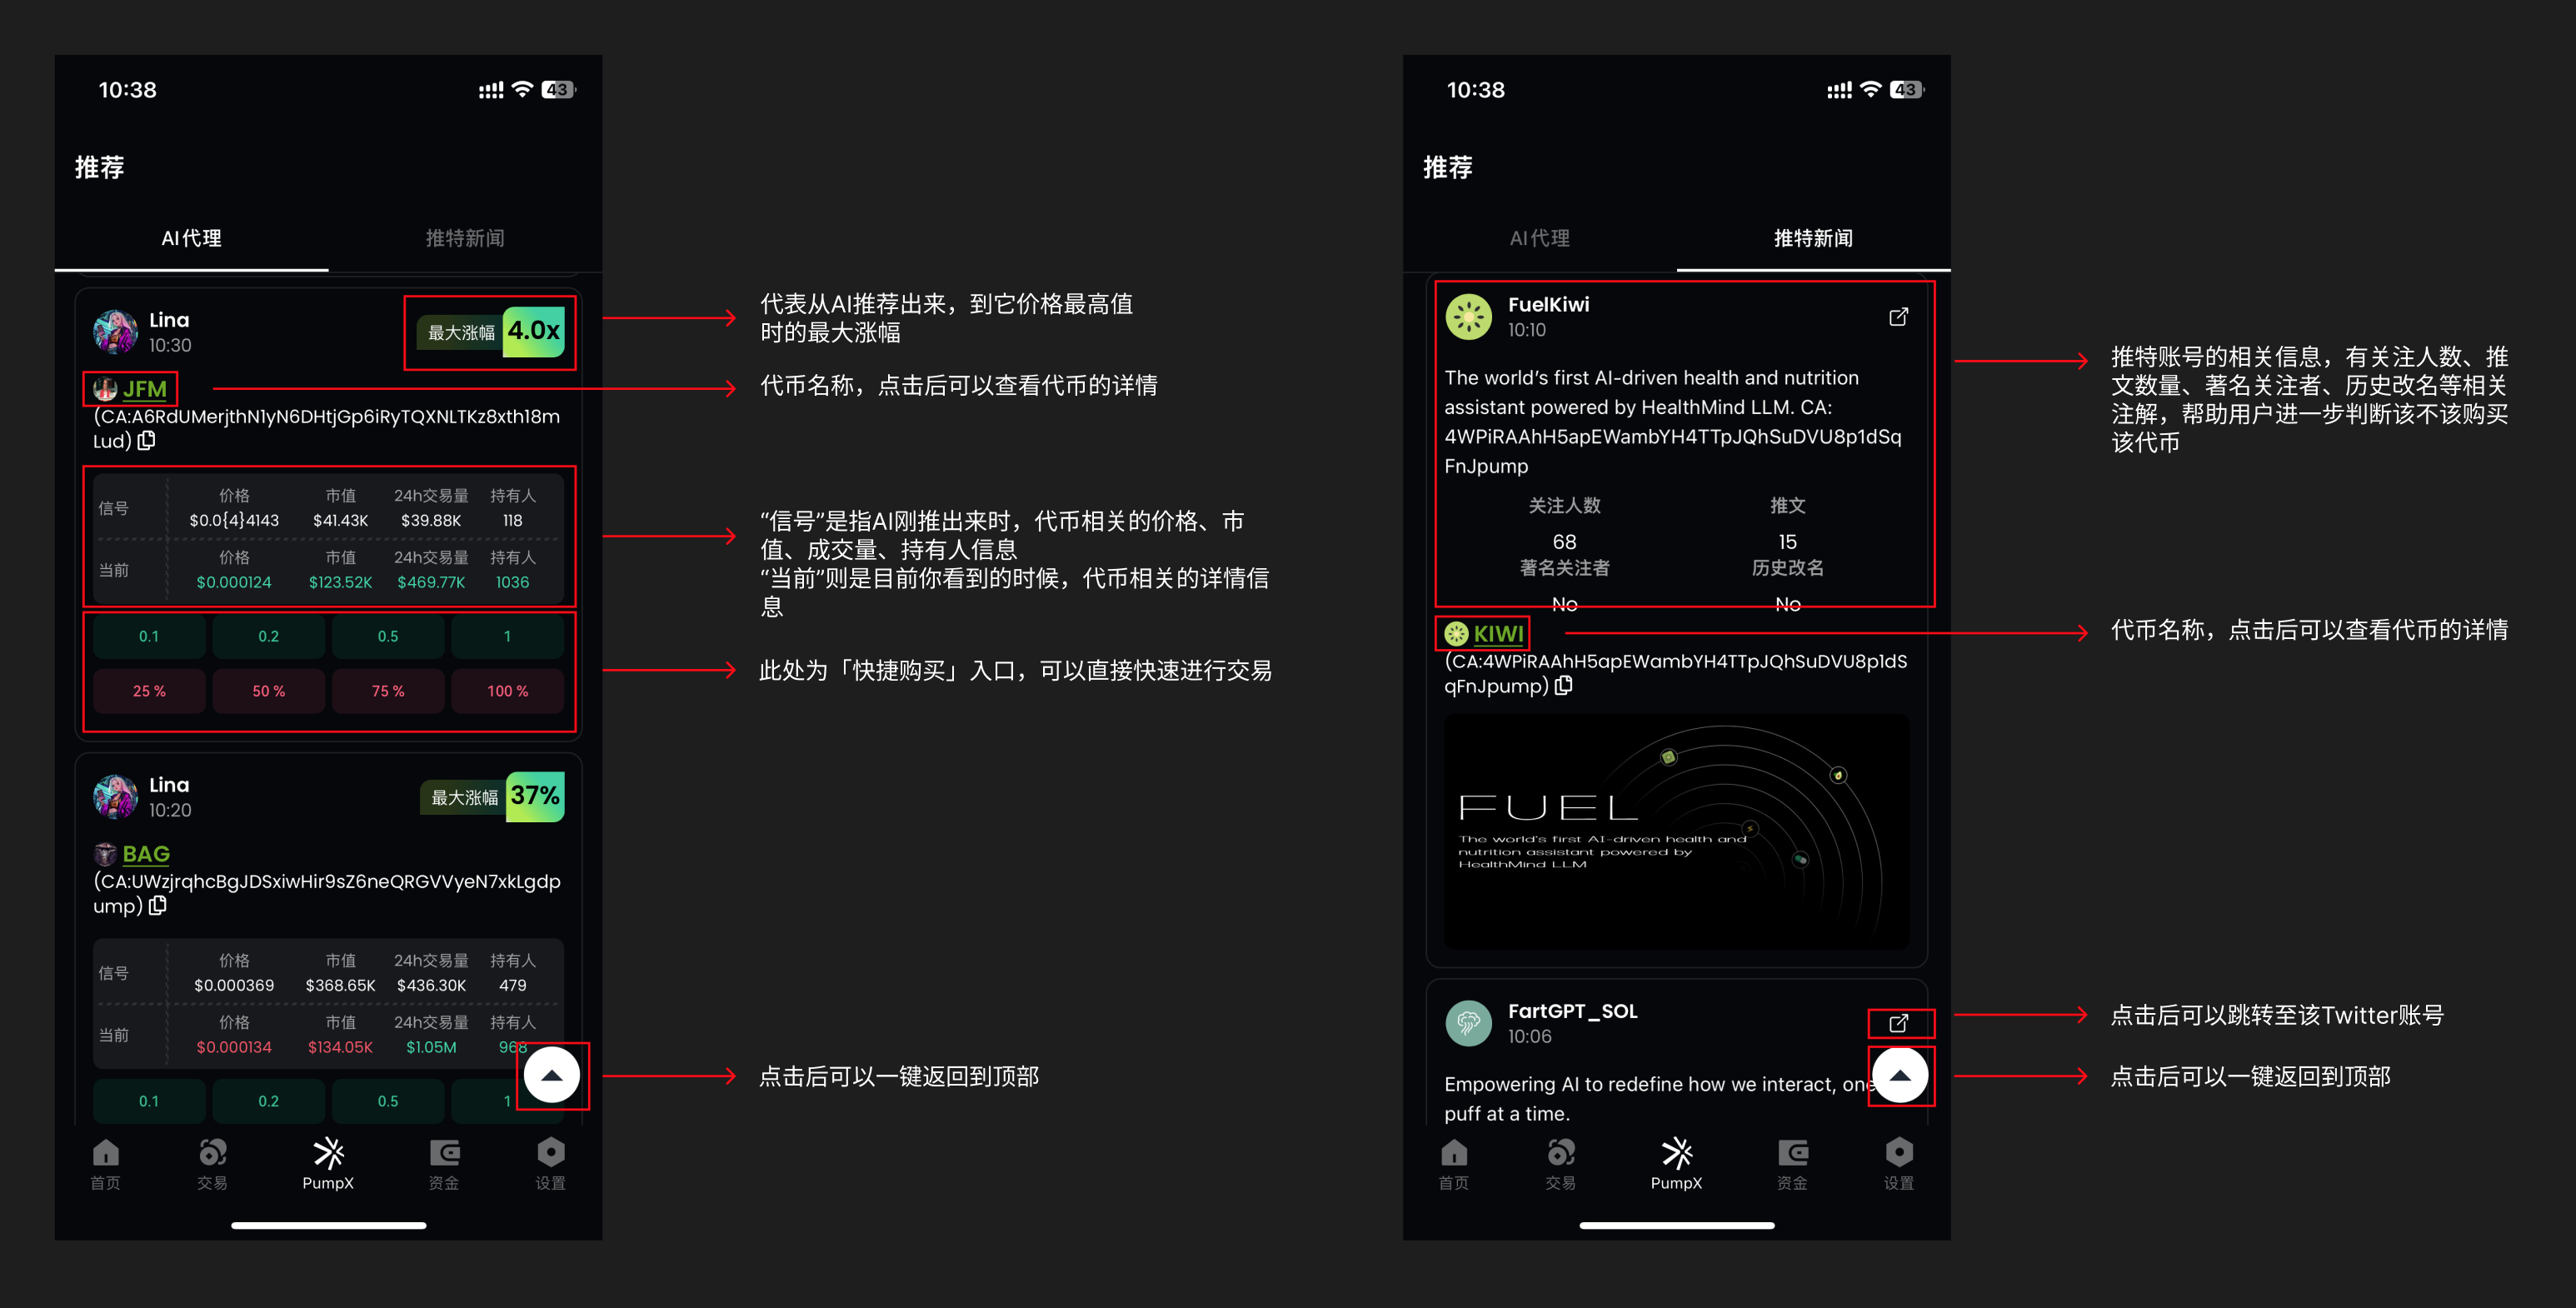 10:38
43
推荐
AI代理
推特新闻
Lina
10:30
最大涨幅
4.0x
JFM
(CA:A6RdUMerjthN1yN6DHtjGp6iRyTQXNLTKz8xth18m
Lud)
信号
价格 市值 24h交易量 持有人
$0.0{4}4143 $41.43K $39.88K 118
当前
价格 市值 24h交易量 持有人
$0.000124 $123.52K $469.77K 1036
0.1 0.2 0.5 1
25 % 50 % 75 % 100 %
Lina
10:20
最大涨幅
37%
BAG
(CA:UWzjrqhcBgJDSxiwHir9sZ6neQRGVVyeN7xkLgdp
ump)
信号
价格 市值 24h交易量 持有人
$0.000369 $368.65K $436.30K 479
当前
价格 市值 24h交易量 持有人
$0.000134 $134.05K $1.05M 968
0.1 0.2 0.5 1
首页 交易 PumpX 资金 设置
代表从AI推荐出来，到它价格最高值
时的最大涨幅
代币名称，点击后可以查看代币的详情
“信号”是指AI刚推出来时，代币相关的价格、市
值、成交量、持有人信息
“当前”则是目前你看到的时候，代币相关的详情信
息
此处为「快捷购买」入口，可以直接快速进行交易
点击后可以一键返回到顶部
10:38
43
推荐
AI代理
推特新闻
FuelKiwi
10:10
The world’s first AI-driven health and nutrition
assistant powered by HealthMind LLM. CA:
4WPiRAAhH5apEWambYH4TTpJQhSuDVU8p1dSq
FnJpump
关注人数 推文
68 15
著名关注者 历史改名
No No
KIWI
(CA:4WPiRAAhH5apEWambYH4TTpJQhSuDVU8p1dS
qFnJpump)
FUEL
The world's first AI-driven health and
nutrition assistant powered by
HealthMind LLM
FartGPT_SOL
10:06
Empowering AI to redefine how we interact, one
puff at a time.
首页 交易 PumpX 资金 设置
推特账号的相关信息，有关注人数、推
文数量、著名关注者、历史改名等相关
注解，帮助用户进一步判断该不该购买
该代币
代币名称，点击后可以查看代币的详情
点击后可以跳转至该Twitter账号
点击后可以一键返回到顶部